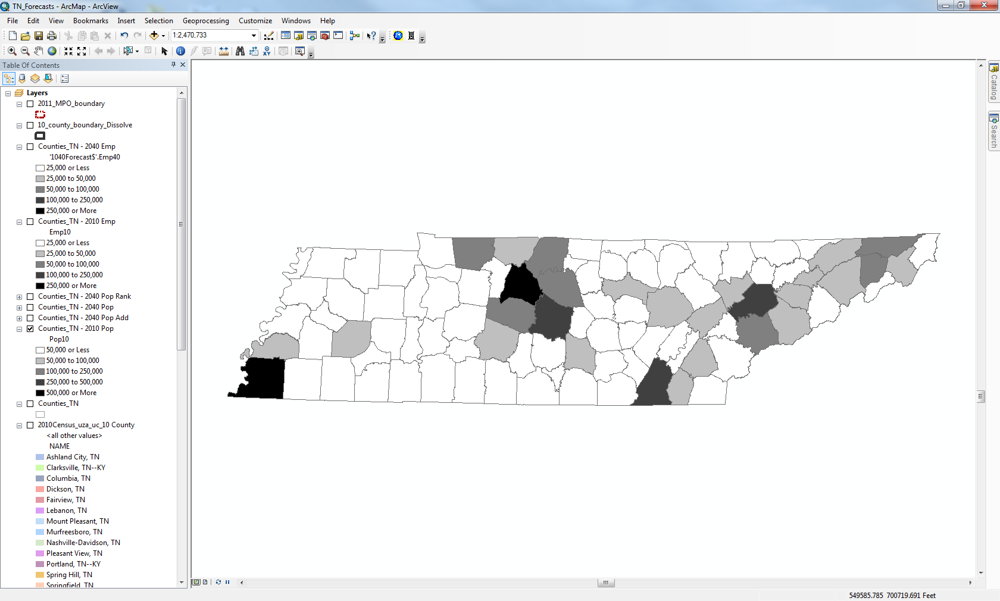 TN_Forecasts - ArcMap - ArcView
File Edit View Bookmarks Insert Selection Geoprocessing Customize Windows Help
1:2,470,733
Table Of Contents
Layers
2011_MPO_boundary
10_county_boundary_Dissolve
Counties_TN - 2040 Emp
'1040Forecast$'.Emp40
25,000 or Less
25,000 to 50,000
50,000 to 100,000
100,000 to 250,000
250,000 or More
Counties_TN - 2010 Emp
Emp10
25,000 or Less
25,000 to 50,000
50,000 to 100,000
100,000 to 250,000
250,000 or More
Counties_TN - 2040 Pop Rank
Counties_TN - 2040 Pop
Counties_TN - 2040 Pop Add
Counties_TN - 2010 Pop
Pop10
50,000 or Less
50,000 to 100,000
100,000 to 250,000
250,000 to 500,000
500,000 or More
Counties_TN
2010Census_uza_uc_10 County
<all other values>
NAME
Ashland City, TN
Clarksville, TN--KY
Columbia, TN
Dickson, TN
Fairview, TN
Lebanon, TN
Mount Pleasant, TN
Murfreesboro, TN
Nashville-Davidson, TN
Pleasant View, TN
Portland, TN--KY
Spring Hill, TN
Springfield, TN
Catalog
Search
549585.785 700719.691 Feet